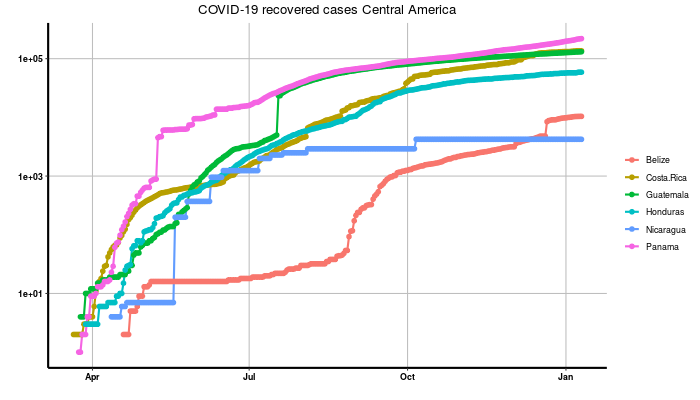 COVID-19 recovered cases Central America
1e+05
1e+03
1e+01
Apr Jul Oct Jan
Belize
Costa.Rica
Guatemala
Honduras
Nicaragua
Panama